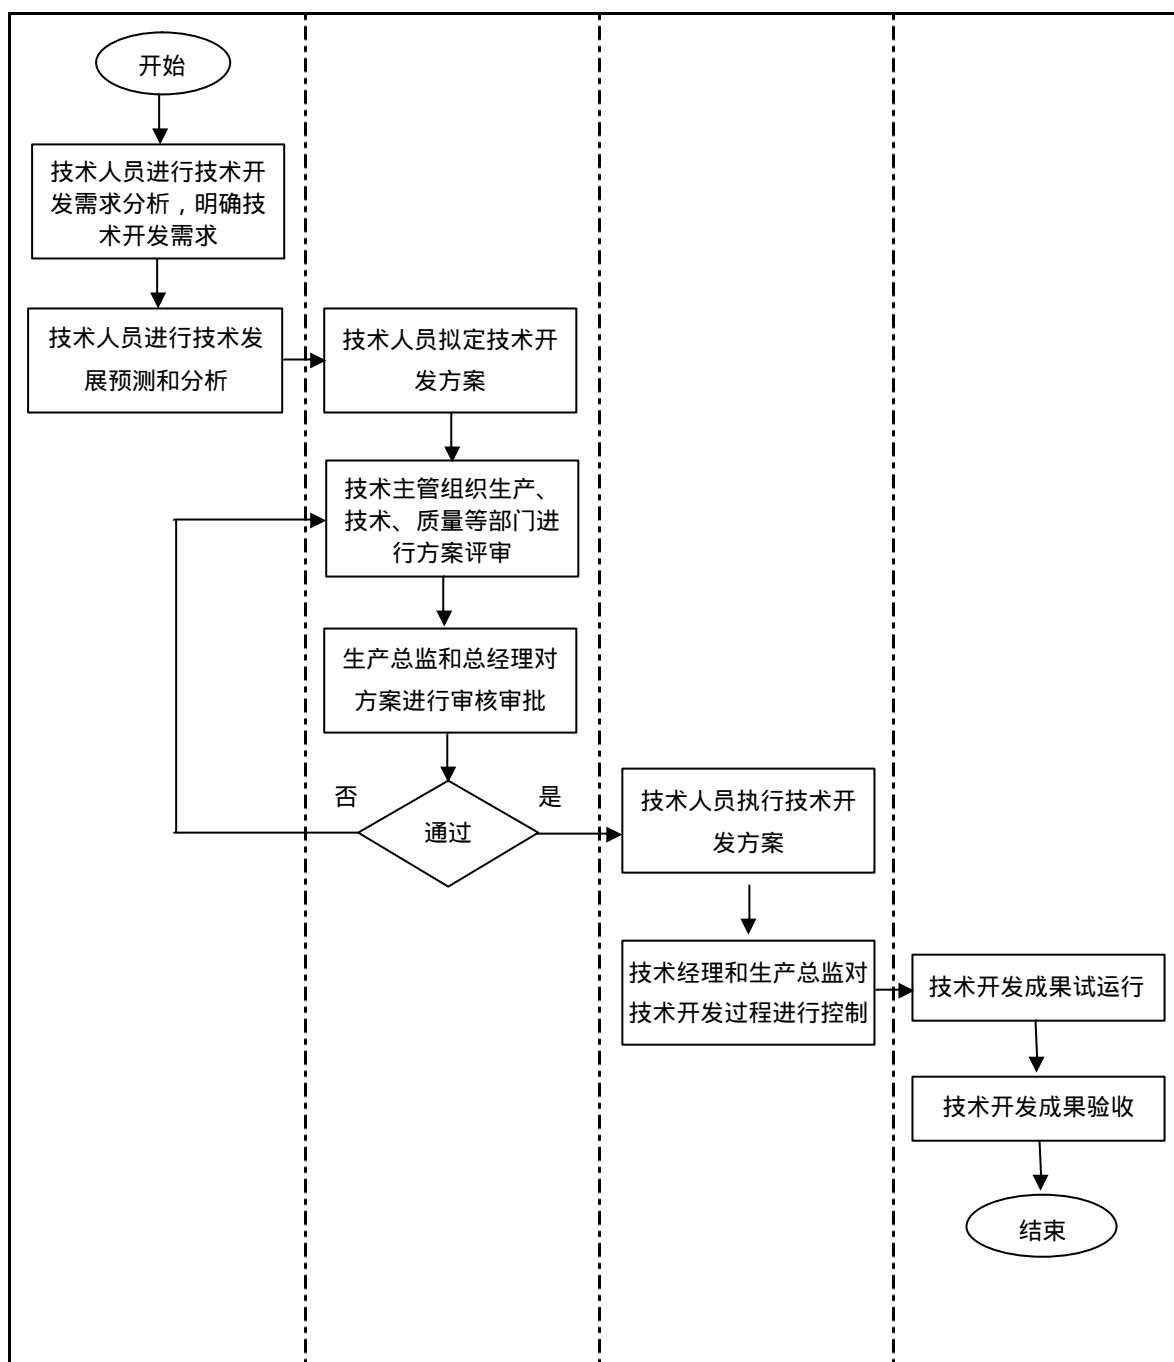 开始
技术人员进行技术开
发需求分析，明确技
术开发需求
技术人员进行技术发
展预测和分析
技术人员拟定技术开
发方案
技术主管组织生产、
技术、质量等部门进
行方案评审
生产总监和总经理对
方案进行审核审批
否
是
通过
技术人员执行技术开
发方案
技术经理和生产总监对
技术开发过程进行控制
技术开发成果试运行
技术开发成果验收
结束